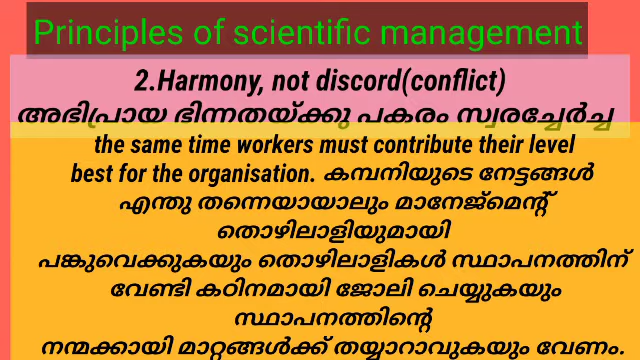 Principles of scientific management
2.Harmony, not discord(conflict)
അഭിപ്രായ ഭിന്നതയ്ക്കു പകരം സ്വരച്ചേർച്ച
the same time workers must contribute their level
best for the organisation. കമ്പനിയുടെ നേട്ടങ്ങൾ
എന്തു തന്നെയായാലും മാനേജ്മെന്റ്
തൊഴിലാളിയുമായി
പങ്കുവെക്കുകയും തൊഴിലാളികൾ സ്ഥാപനത്തിന്
വേണ്ടി കഠിനമായി ജോലി ചെയ്യുകയും
സ്ഥാപനത്തിന്റെ
നന്മക്കായി മാറ്റങ്ങൾക്ക് തയ്യാറാവുകയും വേണം.